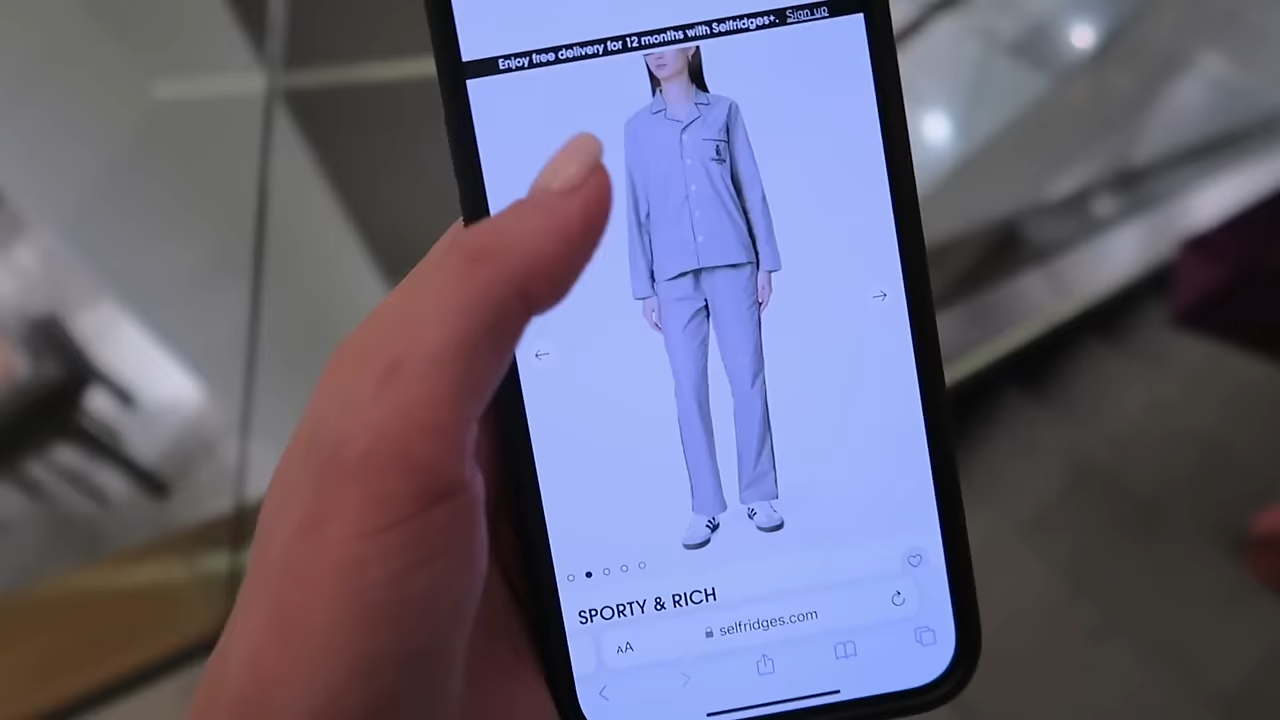 Enjoy free delivery for 12 months with Selfridges+. Sign up
SPORTY & RICH
AA
selfridges.com